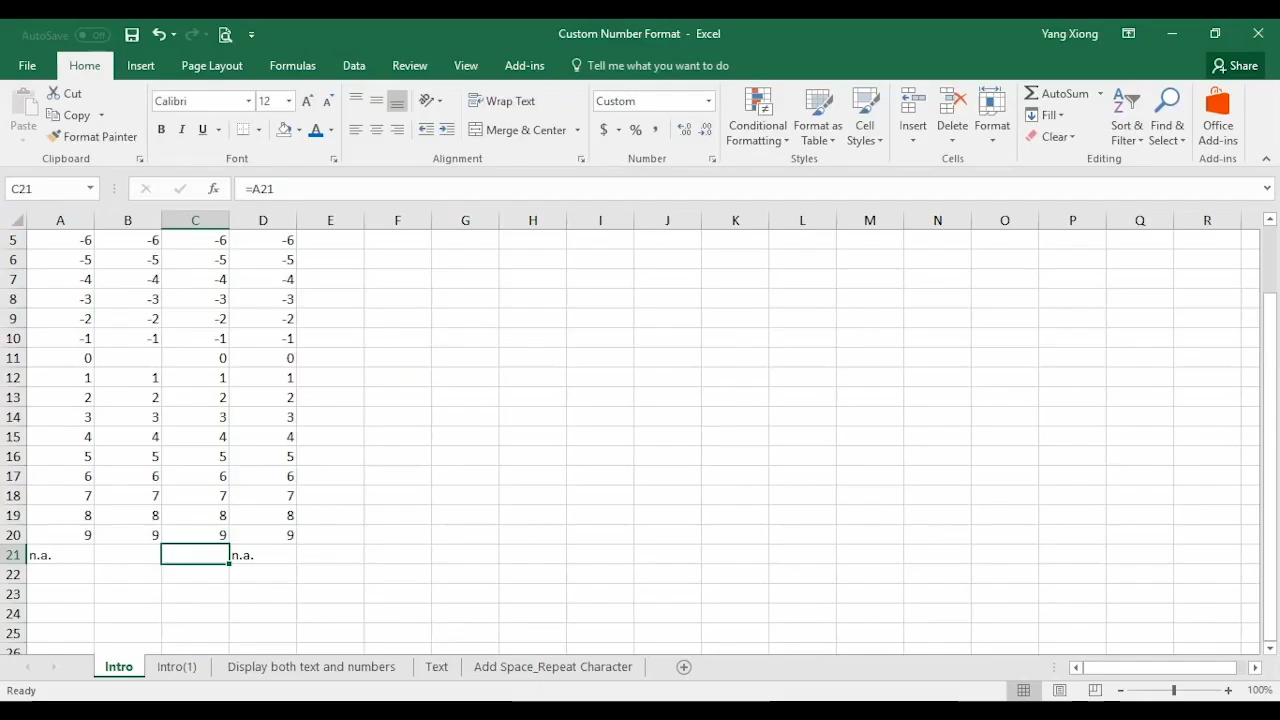 AutoSave Off Custom Number Format - Excel Yang Xiong
File Home Insert Page Layout Formulas Data Review View Add-ins Tell me what you want to do Share
Paste Cut Copy Format Painter
Clipboard
Calibri 12 A A
B I U A
Font
Wrap Text
Merge & Center
Alignment
Custom
$ % ,
Number
Conditional Formatting Format as Table Cell Styles
Styles
Insert Delete Format
Cells
AutoSum
Fill
Clear
Sort & Filter Find & Select
Editing
Office Add-ins
Add-ins
C21 fx =A21
A B C D E F G H I J K L M N O P Q R
5 -6 -6 -6 -6
6 -5 -5 -5 -5
7 -4 -4 -4 -4
8 -3 -3 -3 -3
9 -2 -2 -2 -2
10 -1 -1 -1 -1
11 0 0 0
12 1 1 1 1
13 2 2 2 2
14 3 3 3 3
15 4 4 4 4
16 5 5 5 5
17 6 6 6 6
18 7 7 7 7
19 8 8 8 8
20 9 9 9 9
21 n.a. n.a.
22
23
24
25
26
Intro Intro(1) Display both text and numbers Text Add Space_Repeat Character
Ready 100%